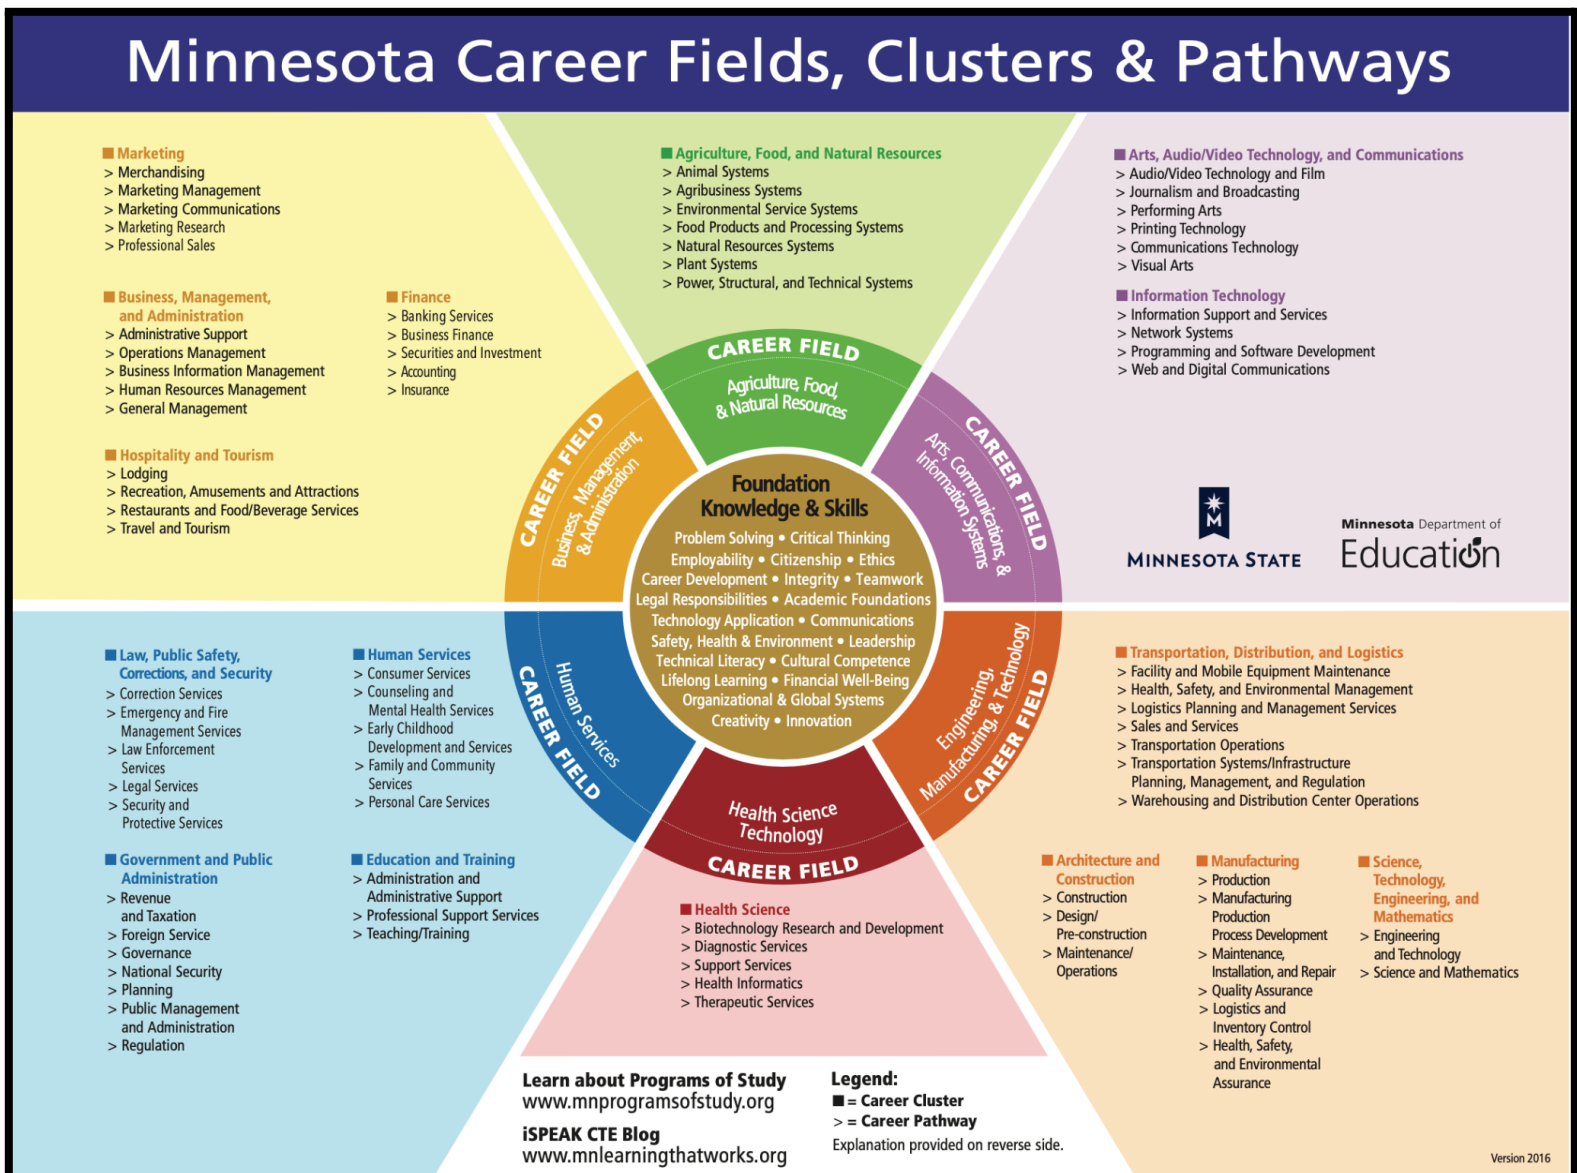 Minnesota Career Fields, Clusters & Pathways
■ Marketing
> Merchandising
> Marketing Management
> Marketing Communications
> Marketing Research
> Professional Sales
■ Business, Management,
and Administration
> Administrative Support
> Operations Management
> Business Information Management
> Human Resources Management
> General Management
■ Finance
> Banking Services
> Business Finance
> Securities and Investment
> Accounting
> Insurance
■ Hospitality and Tourism
> Lodging
> Recreation, Amusements and Attractions
> Restaurants and Food/Beverage Services
> Travel and Tourism
■ Agriculture, Food, and Natural Resources
> Animal Systems
> Agribusiness Systems
> Environmental Service Systems
> Food Products and Processing Systems
> Natural Resources Systems
> Plant Systems
> Power, Structural, and Technical Systems
■ Arts, Audio/Video Technology, and Communications
> Audio/Video Technology and Film
> Journalism and Broadcasting
> Performing Arts
> Printing Technology
> Communications Technology
> Visual Arts
■ Information Technology
> Information Support and Services
> Network Systems
> Programming and Software Development
> Web and Digital Communications
M
MINNESOTA STATE
Minnesota Department of
Education
CAREER FIELD
Agriculture, Food,
& Natural Resources
CAREER FIELD
Business, Management,
& Administration
CAREER FIELD
Arts, Communications, &
Information Systems
Foundation
Knowledge & Skills
Problem Solving • Critical Thinking
Employability • Citizenship • Ethics
Career Development • Integrity • Teamwork
Legal Responsibilities • Academic Foundations
Technology Application • Communications
Safety, Health & Environment • Leadership
Technical Literacy • Cultural Competence
Lifelong Learning • Financial Well-Being
Organizational & Global Systems
Creativity • Innovation
Human Services
CAREER FIELD
Engineering,
Manufacturing, & Technology
CAREER FIELD
Health Science
Technology
CAREER FIELD
■ Law, Public Safety,
Corrections, and Security
> Correction Services
> Emergency and Fire
Management Services
> Law Enforcement
Services
> Legal Services
> Security and
Protective Services
■ Human Services
> Consumer Services
> Counseling and
Mental Health Services
> Early Childhood
Development and Services
> Family and Community
Services
> Personal Care Services
■ Government and Public
Administration
> Revenue
and Taxation
> Foreign Service
> Governance
> National Security
> Planning
> Public Management
and Administration
> Regulation
■ Education and Training
> Administration and
Administrative Support
> Professional Support Services
> Teaching/Training
■ Health Science
> Biotechnology Research and Development
> Diagnostic Services
> Support Services
> Health Informatics
> Therapeutic Services
■ Transportation, Distribution, and Logistics
> Facility and Mobile Equipment Maintenance
> Health, Safety, and Environmental Management
> Logistics Planning and Management Services
> Sales and Services
> Transportation Operations
> Transportation Systems/Infrastructure
Planning, Management, and Regulation
> Warehousing and Distribution Center Operations
■ Architecture and
Construction
> Construction
> Design/
Pre-construction
> Maintenance/
Operations
■ Manufacturing
> Production
> Manufacturing
Production
Process Development
> Maintenance,
Installation, and Repair
> Quality Assurance
> Logistics and
Inventory Control
> Health, Safety,
and Environmental
Assurance
■ Science,
Technology,
Engineering, and
Mathematics
> Engineering
and Technology
> Science and Mathematics
Learn about Programs of Study
www.mnprogramsofstudy.org
iSPEAK CTE Blog
www.mnlearningthatworks.org
Legend:
■ = Career Cluster
> = Career Pathway
Explanation provided on reverse side.
Version 2016